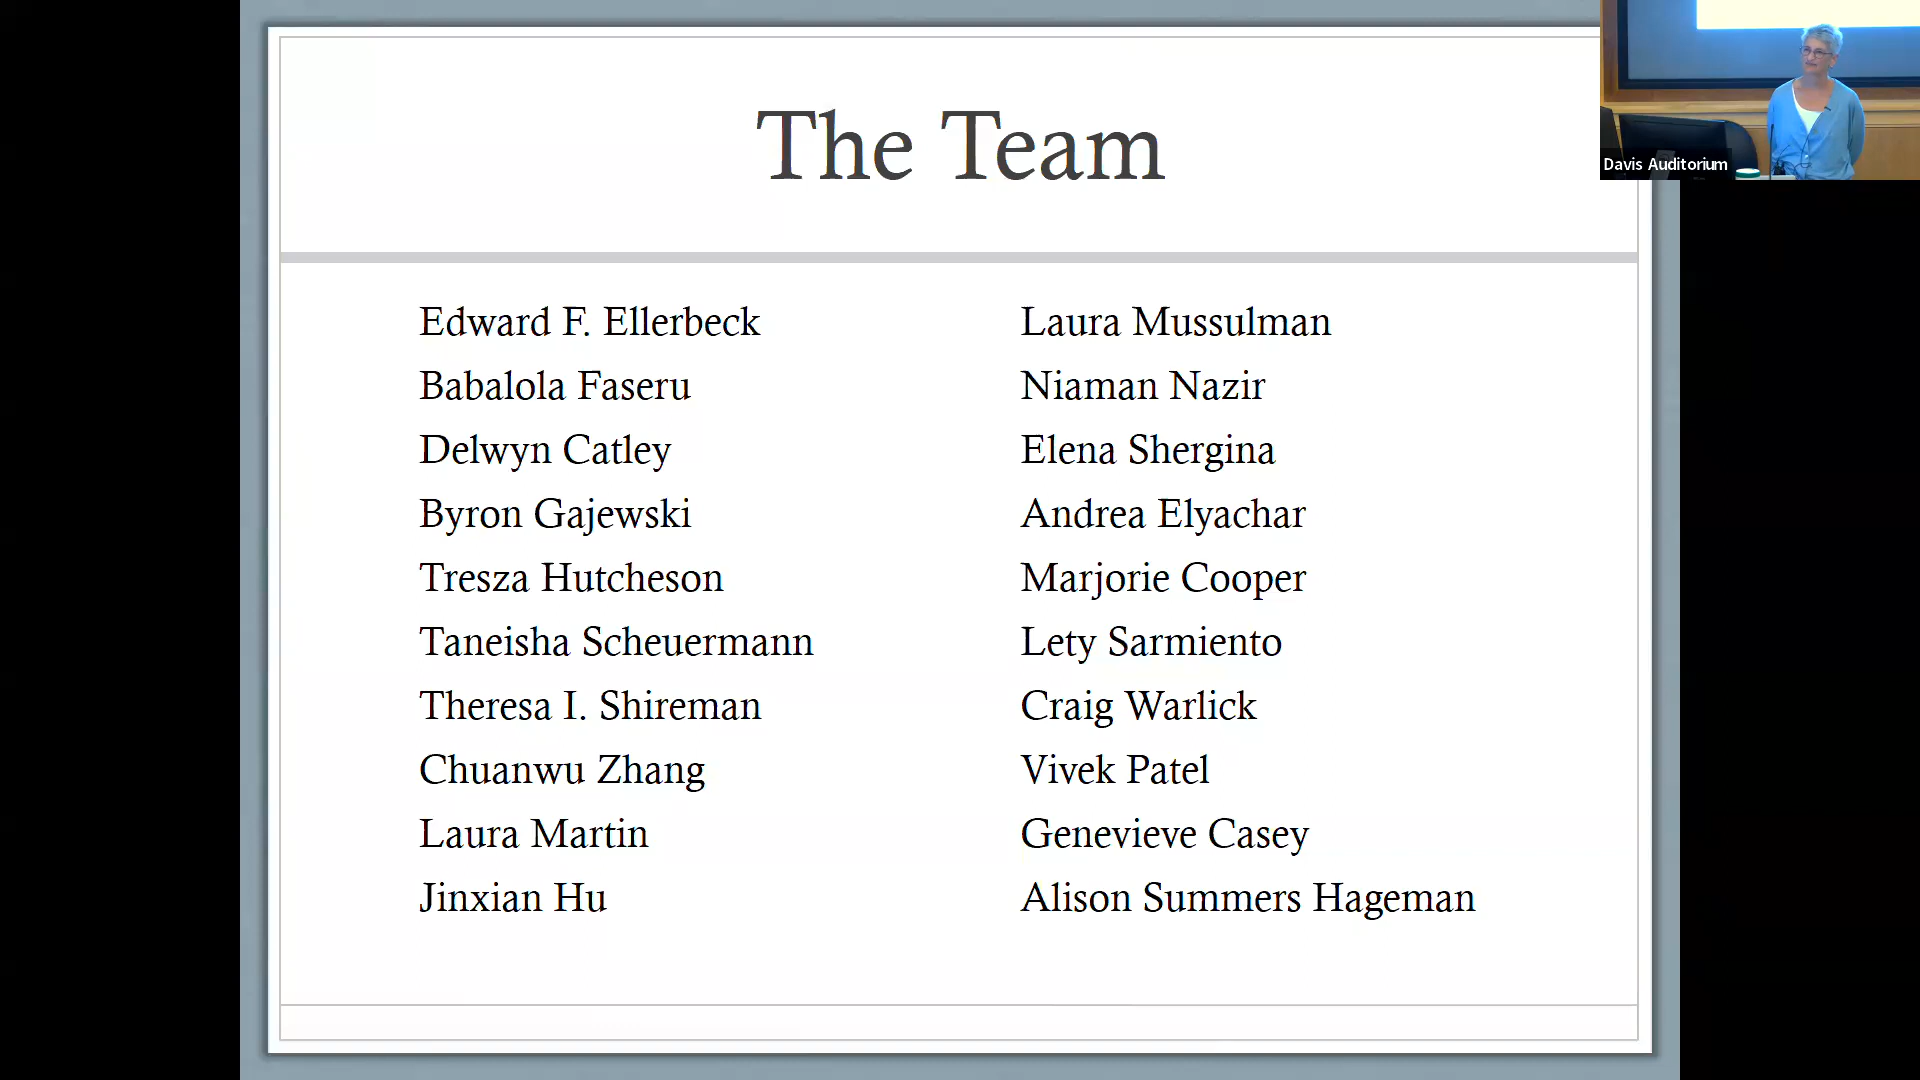 The Team
Edward F. Ellerbeck
Babalola Faseru
Delwyn Catley
Byron Gajewski
Tresza Hutcheson
Taneisha Scheuermann
Theresa I. Shireman
Chuanwu Zhang
Laura Martin
Jinxian Hu
Laura Mussulman
Niaman Nazir
Elena Shergina
Andrea Elyachar
Marjorie Cooper
Lety Sarmiento
Craig Warlick
Vivek Patel
Genevieve Casey
Alison Summers Hageman
Davis Auditorium